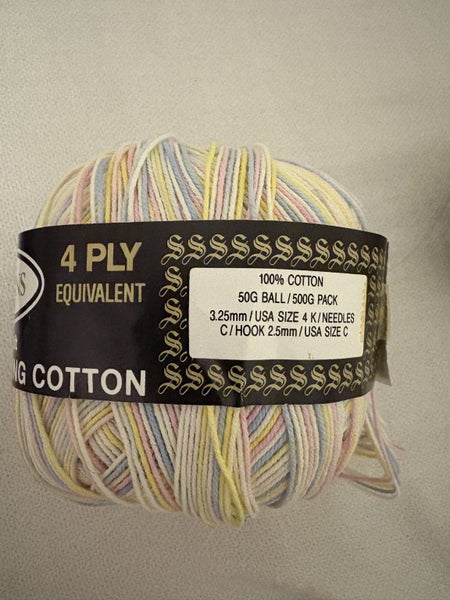 4 PLY
EQUIVALENT
COTTON
100% COTTON
50G BALL / 500G PACK
3.25mm / USA SIZE 4 K / NEEDLES
C / HOOK 2.5mm / USA SIZE C